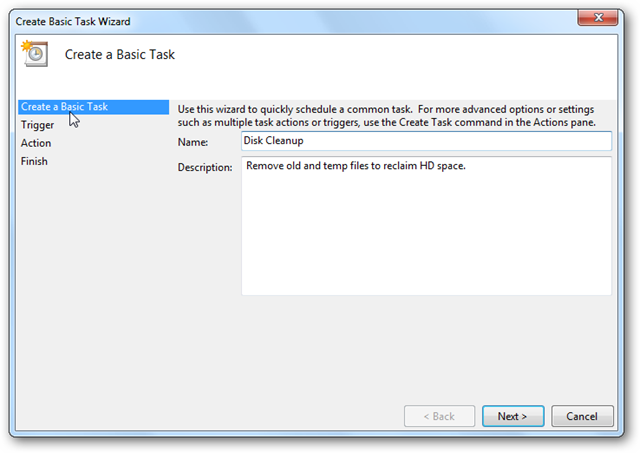 Create Basic Task Wizard
Create a Basic Task
Create a Basic Task
Trigger
Action
Finish
Use this wizard to quickly schedule a common task.  For more advanced options or settings
such as multiple task actions or triggers, use the Create Task command in the Actions pane.
Name: Disk Cleanup
Description: Remove old and temp files to reclaim HD space.
< Back Next > Cancel